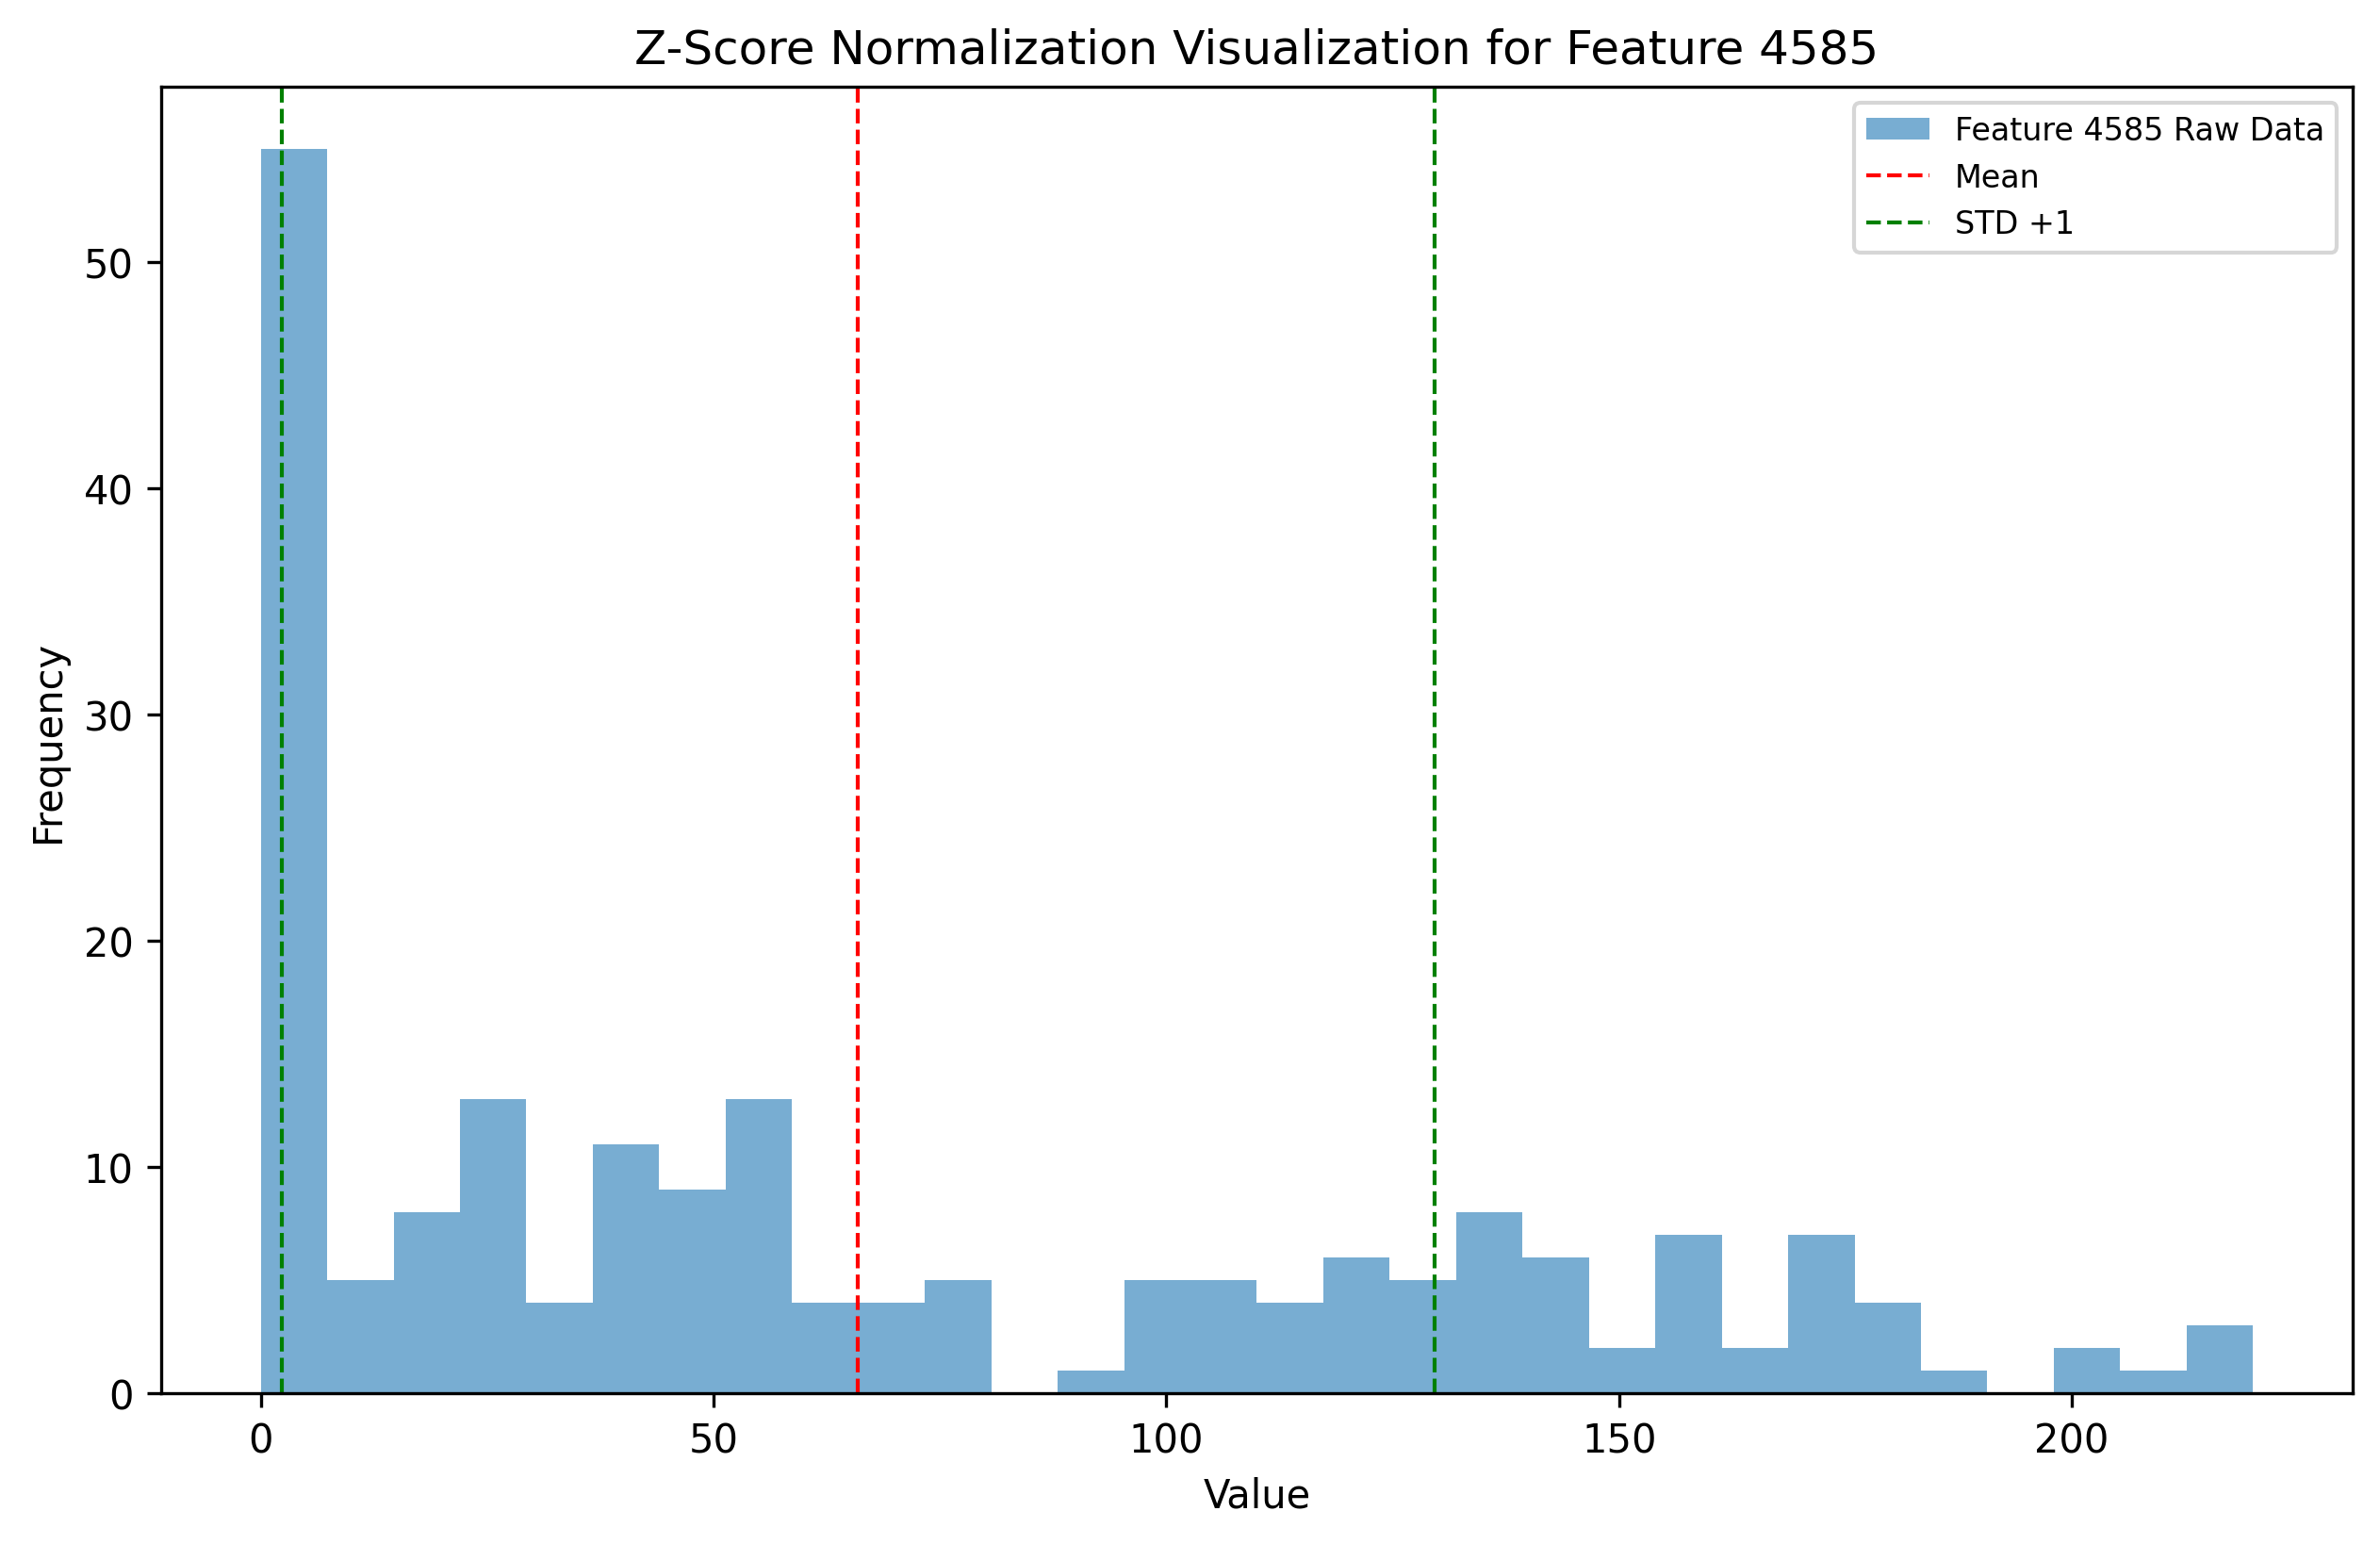 Z-Score Normalization Visualization for Feature 4585
Feature 4585 Raw Data
Mean
STD +1
Frequency
50
40
30
20
10
0
0 50 100 150 200
Value